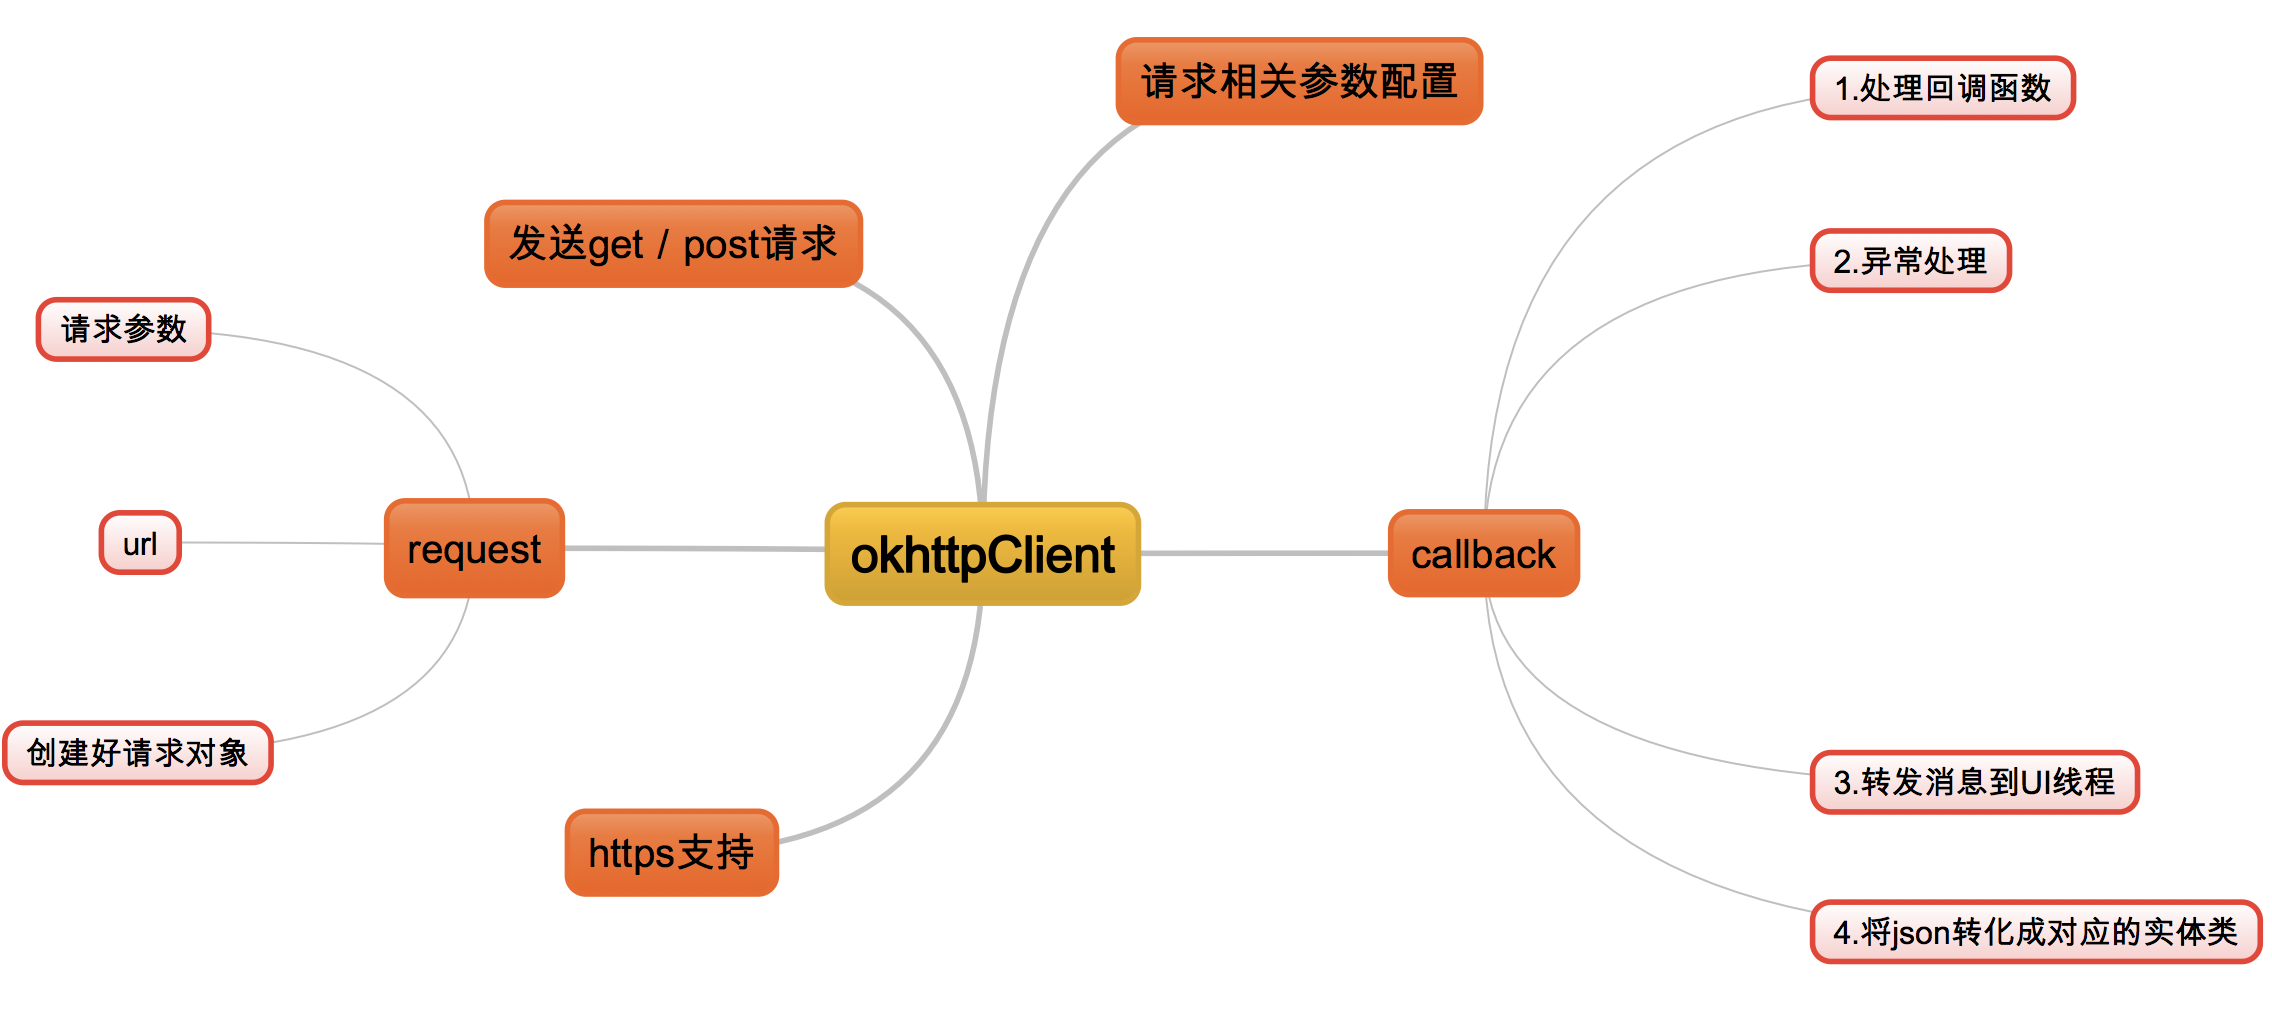 请求相关参数配置
1.处理回调函数
发送get / post请求
2.异常处理
请求参数
url
request
okhttpClient
callback
创建好请求对象
3.转发消息到UI线程
https支持
4.将json转化成对应的实体类